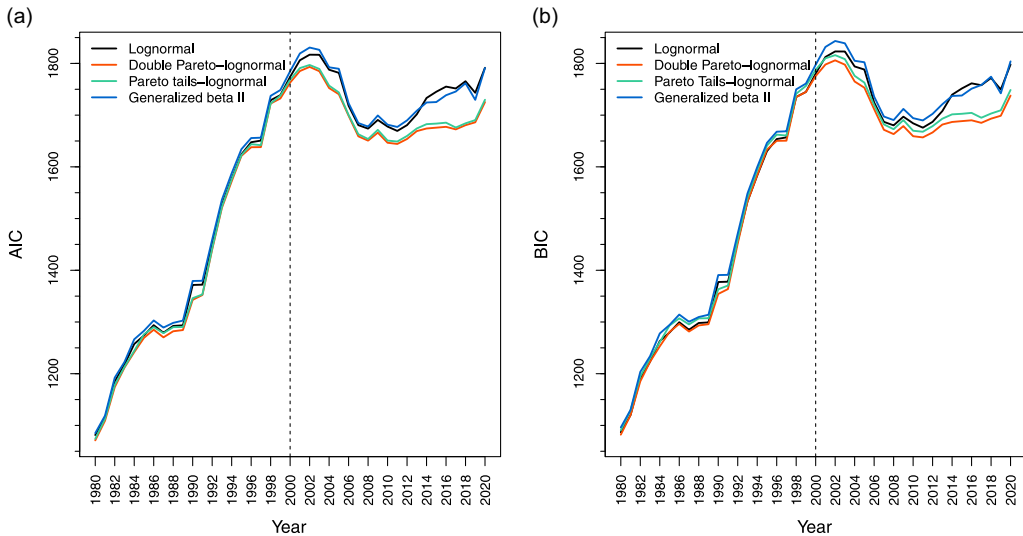 (a)
Lognormal
Double Pareto−lognormal
Pareto tails−lognormal
Generalized beta II
AIC
1800
1600
1400
1200
1980 1982 1984 1986 1988 1990 1992 1994 1996 1998 2000 2002 2004 2006 2008 2010 2012 2014 2016 2018 2020
Year
(b)
Lognormal
Double Pareto−lognormal
Pareto Tails−lognormal
Generalized beta II
BIC
1800
1600
1400
1200
1980 1982 1984 1986 1988 1990 1992 1994 1996 1998 2000 2002 2004 2006 2008 2010 2012 2014 2016 2018 2020
Year